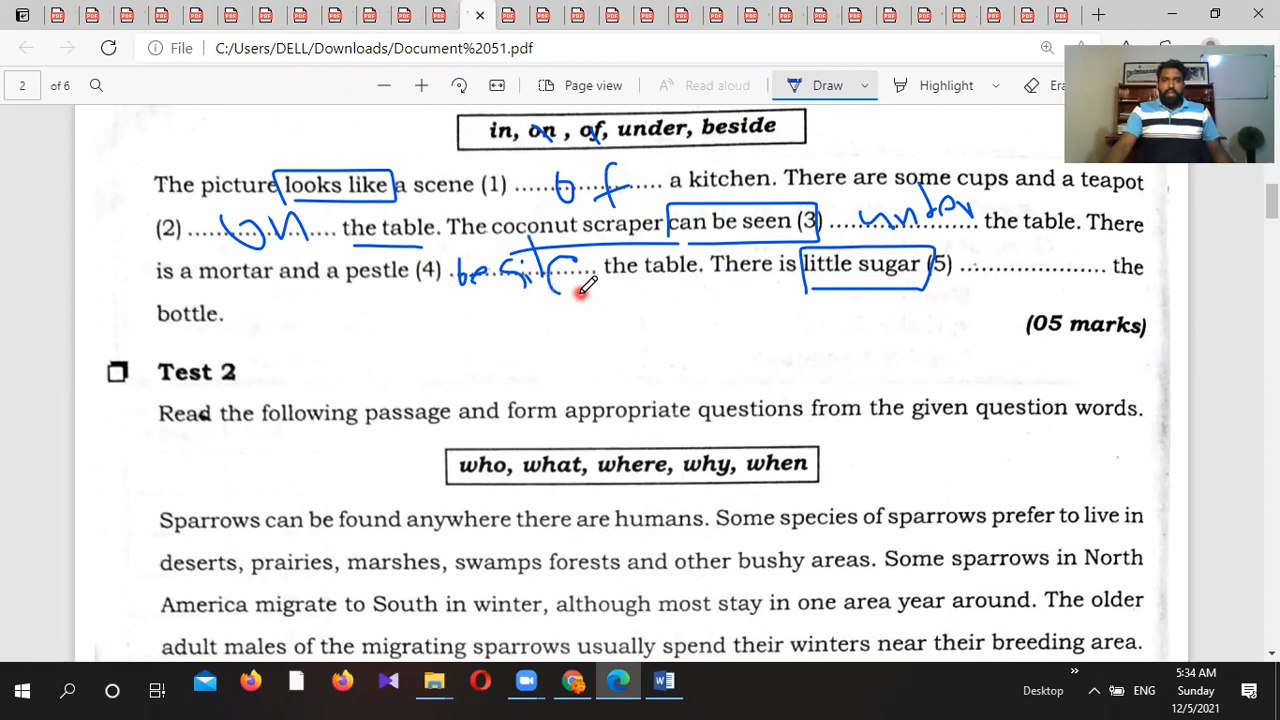 File C:/Users/DELL/Downloads/Document%2051.pdf
2 of 6 Page view Read aloud Draw Highlight
in, on , of, under, beside
The picture looks like a scene (1) ......of......... a kitchen. There are some cups and a teapot
(2) ......on......... the table. The coconut scraper can be seen (3) ......under......... the table. There
is a mortar and a pestle (4) ......beside......... the table. There is little sugar (5) ..................... the
bottle.
(05 marks)
Test 2
Read the following passage and form appropriate questions from the given question words.
who, what, where, why, when
Sparrows can be found anywhere there are humans. Some species of sparrows prefer to live in
deserts, prairies, marshes, swamps forests and other bushy areas. Some sparrows in North
America migrate to South in winter, although most stay in one area year around. The older
adult males of the migrating sparrows usually spend their winters near their breeding area.
Desktop ENG
5:34 AM
Sunday
12/5/2021